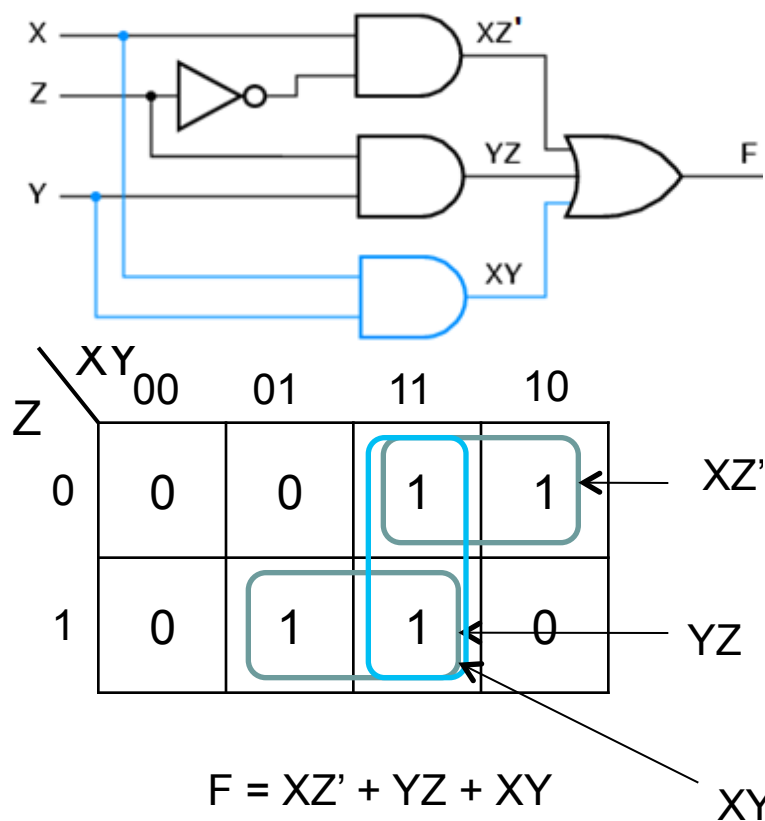 X
XZ'
Z
YZ
F
Y
XY
XY
00 01 11 10
Z
0 0 0 1 1
XZ’
1 0 1 1 0
YZ
F = XZ’ + YZ + XY
XY